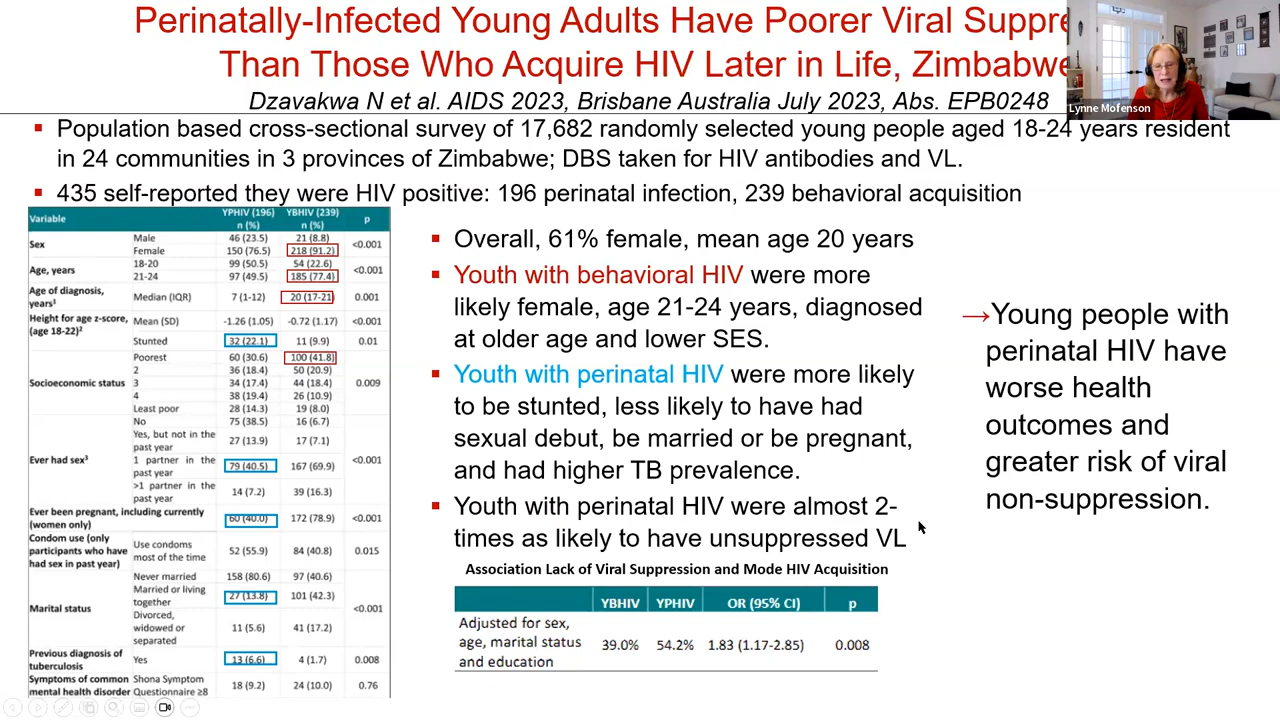 Perinatally-Infected Young Adults Have Poorer Viral Suppre
Than Those Who Acquire HIV Later in Life, Zimbabwe
Dzavakwa N et al. AIDS 2023, Brisbane Australia July 2023, Abs. EPB0248
Lynne Mofenson
▪ Population based cross-sectional survey of 17,682 randomly selected young people aged 18-24 years resident
in 24 communities in 3 provinces of Zimbabwe; DBS taken for HIV antibodies and VL.
▪ 435 self-reported they were HIV positive: 196 perinatal infection, 239 behavioral acquisition
Variable YPHIV (196) n (%) YBHIV (239) n (%) p
Sex Male 46 (23.5) 21 (8.8) <0.001
Female 150 (76.5) 218 (91.2)
Age, years 18-20 99 (50.5) 54 (22.6) <0.001
21-24 97 (49.5) 185 (77.4)
Age of diagnosis,
years¹ Median (IQR) 7 (1-12) 20 (17-21) 0.001
Height for age z-score,
(age 18-22)² Mean (SD) -1.26 (1.05) -0.72 (1.17) <0.001
Stunted 32 (22.1) 11 (9.9) 0.01
Socioeconomic status Poorest 60 (30.6) 100 (41.8) 0.009
2 36 (18.4) 50 (20.9)
3 34 (17.4) 44 (18.4)
4 38 (19.4) 26 (10.9)
Least poor 28 (14.3) 19 (8.0)
Ever had sex³ No 75 (38.5) 16 (6.7) <0.001
Yes, but not in the
past year 27 (13.9) 17 (7.1)
1 partner in the
past year 79 (40.5) 167 (69.9)
>1 partner in the
past year 14 (7.2) 39 (16.3)
Ever been pregnant, including currently
(women only) 60 (40.0) 172 (78.9) <0.001
Condom use (only
participants who have
had sex in past year) Use condoms
most of the time 52 (55.9) 84 (40.8) 0.015
Marital status Never married 158 (80.6) 97 (40.6) <0.001
Married or living
together 27 (13.8) 101 (42.3)
Divorced,
widowed or
separated 11 (5.6) 41 (17.2)
Previous diagnosis of
tuberculosis Yes 13 (6.6) 4 (1.7) 0.008
Symptoms of common
mental health disorder Shona Symptom
Questionnaire ≥8 18 (9.2) 24 (10.0) 0.76
▪ Overall, 61% female, mean age 20 years
▪ Youth with behavioral HIV were more
likely female, age 21-24 years, diagnosed
at older age and lower SES.
▪ Youth with perinatal HIV were more likely
to be stunted, less likely to have had
sexual debut, be married or be pregnant,
and had higher TB prevalence.
▪ Youth with perinatal HIV were almost 2-
times as likely to have unsuppressed VL
Association Lack of Viral Suppression and Mode HIV Acquisition
YBHIV YPHIV OR (95% CI) p
Adjusted for sex,
age, marital status
and education 39.0% 54.2% 1.83 (1.17-2.85) 0.008
→Young people with
perinatal HIV have
worse health
outcomes and
greater risk of viral
non-suppression.